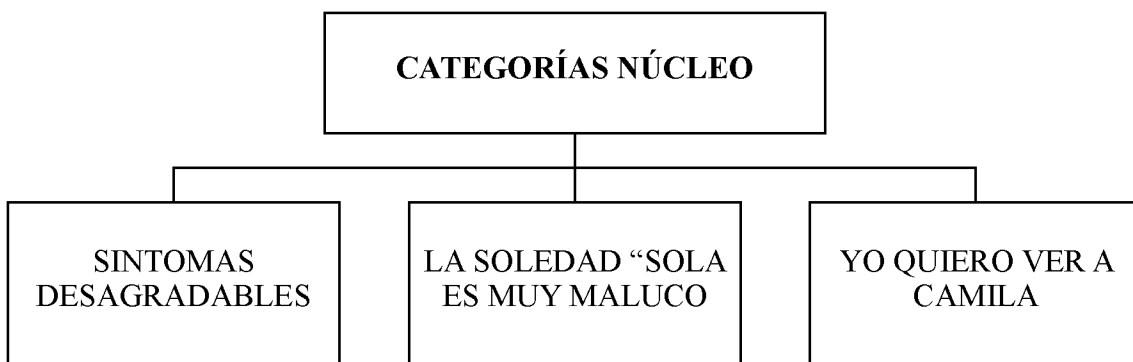 CATEGORÍAS NÚCLEO
SINTOMAS
DESAGRADABLES
LA SOLEDAD “SOLA
ES MUY MALUCO
YO QUIERO VER A
CAMILA